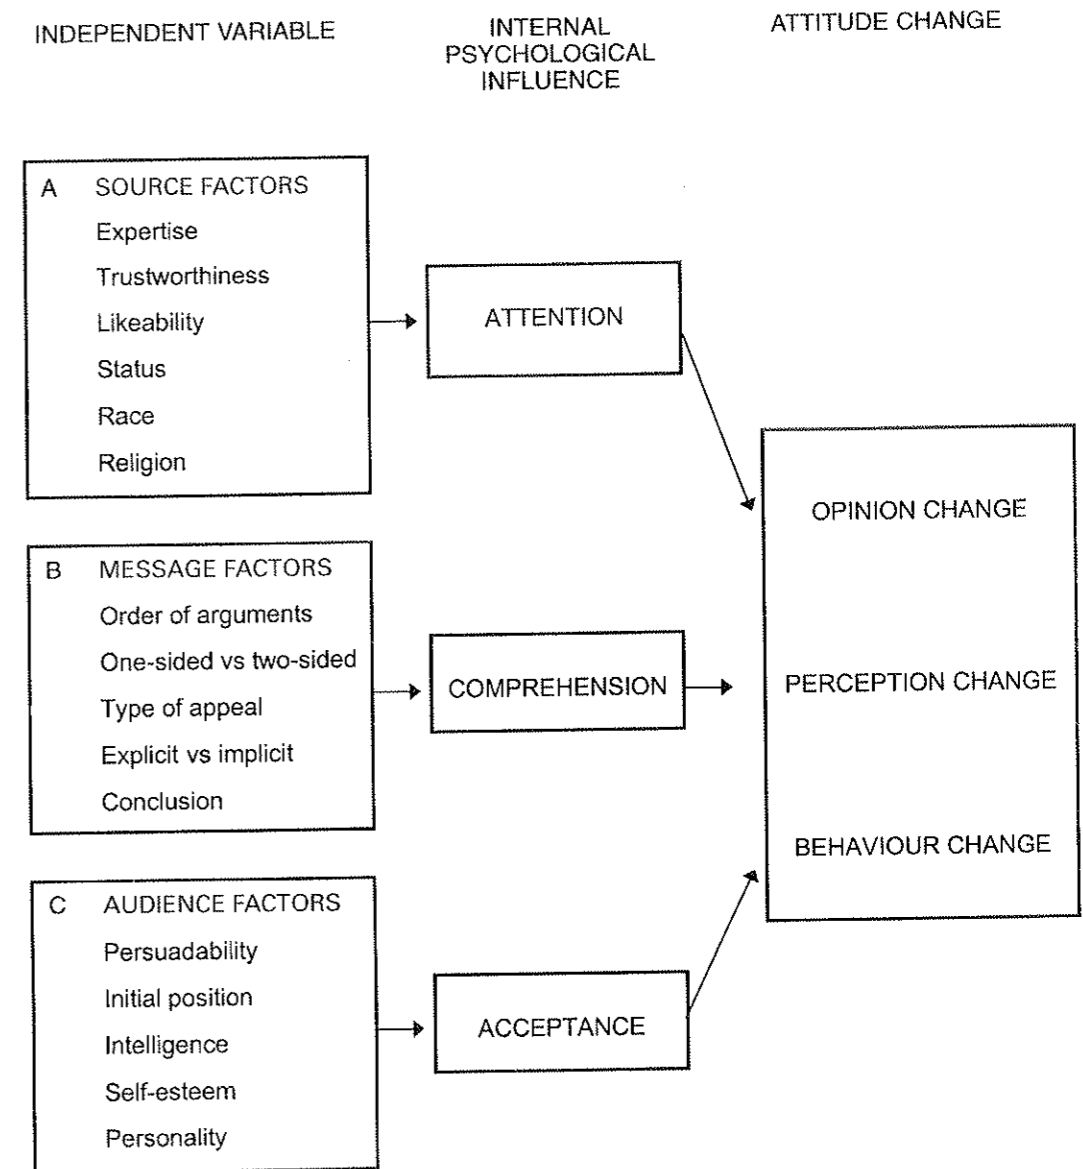 INDEPENDENT VARIABLE
INTERNAL
PSYCHOLOGICAL
INFLUENCE
ATTITUDE CHANGE
A SOURCE FACTORS
Expertise
Trustworthiness
Likeability
Status
Race
Religion
ATTENTION
B MESSAGE FACTORS
Order of arguments
One-sided vs two-sided
Type of appeal
Explicit vs implicit
Conclusion
COMPREHENSION
C AUDIENCE FACTORS
Persuadability
Initial position
Intelligence
Self-esteem
Personality
ACCEPTANCE
OPINION CHANGE
PERCEPTION CHANGE
BEHAVIOUR CHANGE